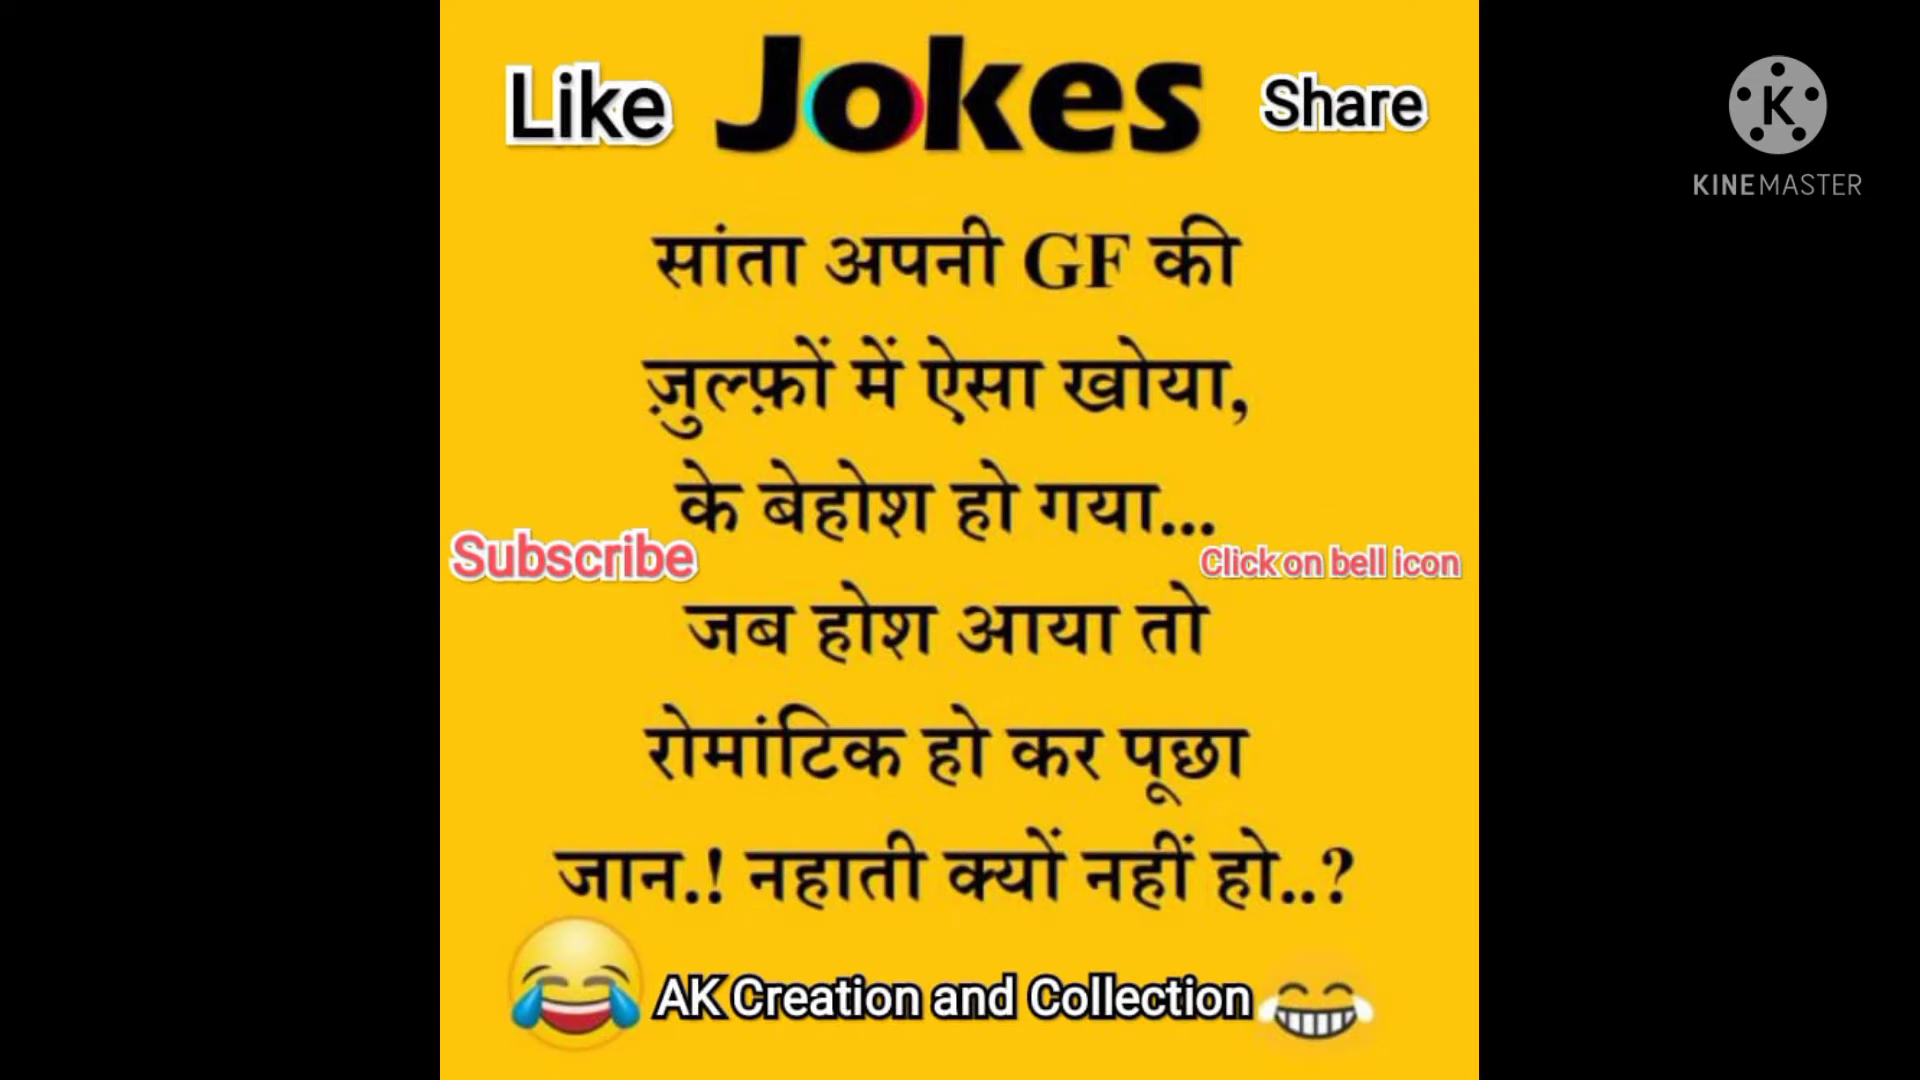 Like Jokes Share
KINEMASTER
सांता अपनी GF की
ज़ुल्फ़ों में ऐसा खोया,
के बेहोश हो गया...
Subscribe Click on bell icon
जब होश आया तो
रोमांटिक हो कर पूछा
जान.! नहाती क्यों नहीं हो..?
AK Creation and Collection